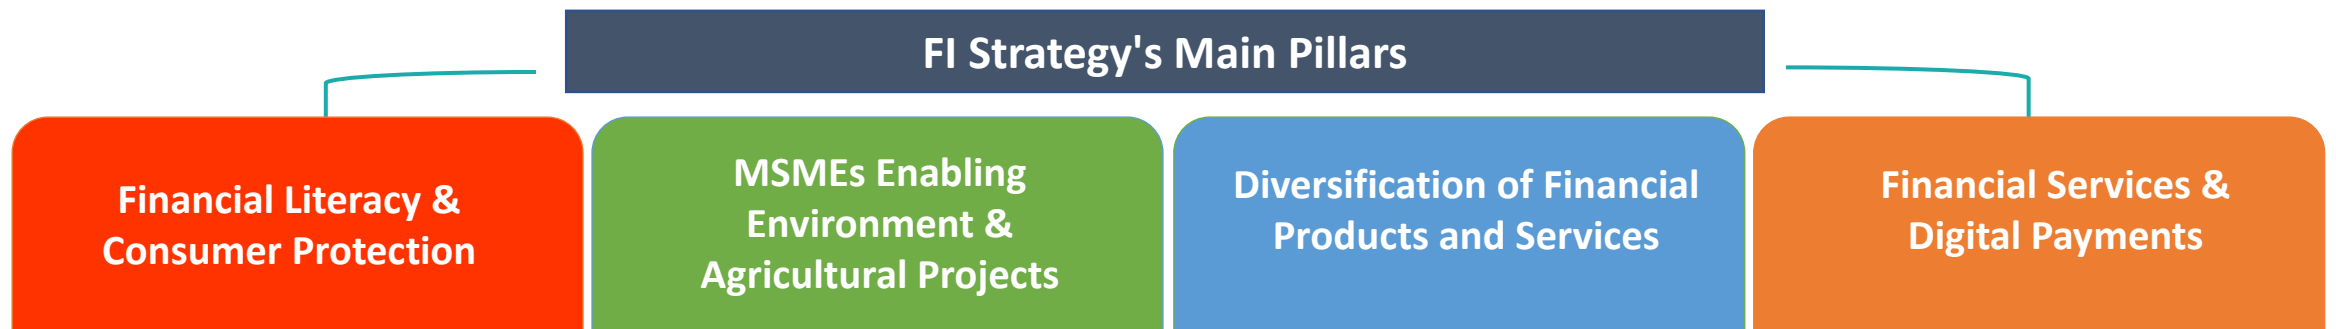 FI Strategy's Main Pillars
Financial Literacy &
Consumer Protection
MSMEs Enabling
Environment &
Agricultural Projects
Diversification of Financial
Products and Services
Financial Services &
Digital Payments